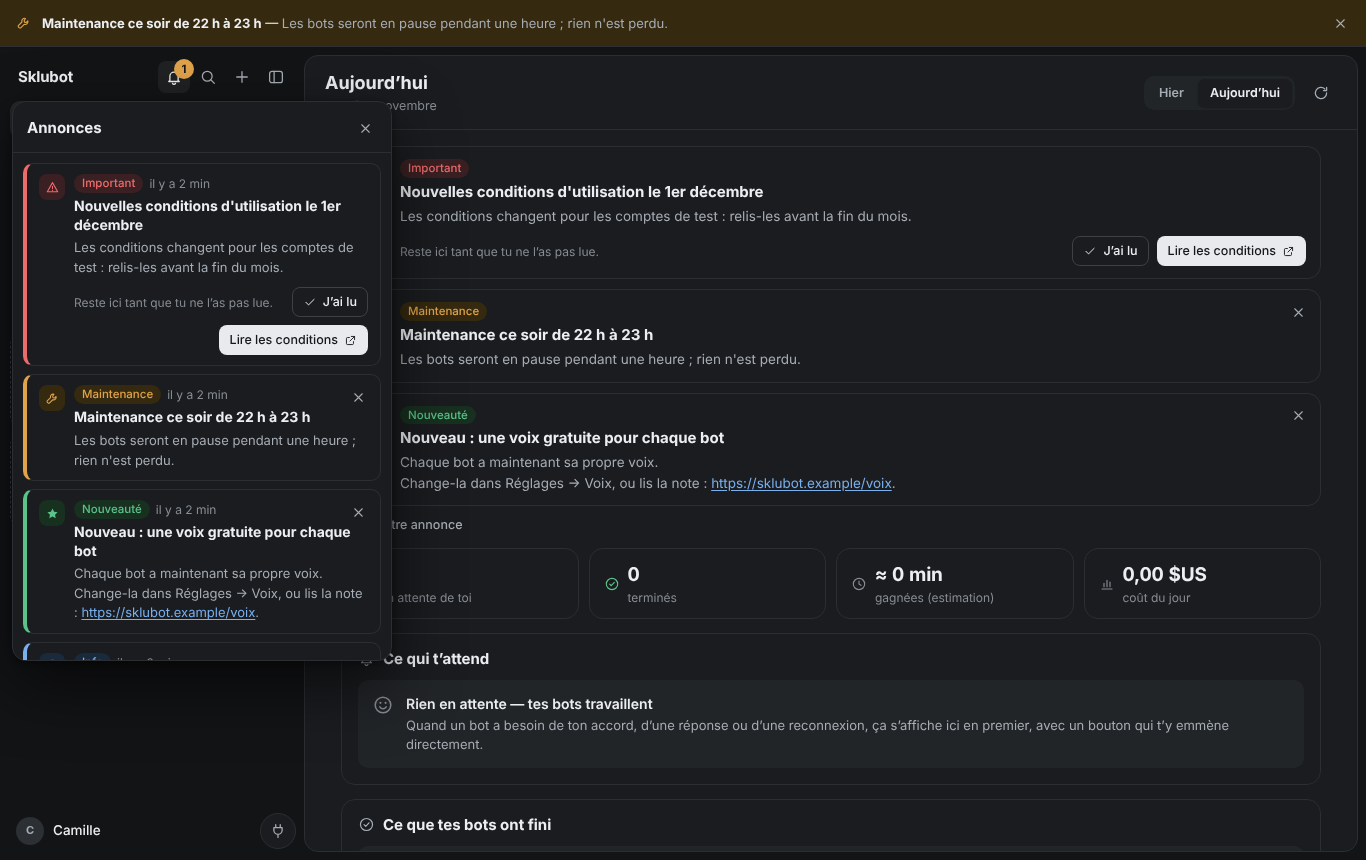 Maintenance ce soir de 22 h à 23 h — Les bots seront en pause pendant une heure ; rien n'est perdu.
Sklubot
1
Annonces
Important il y a 2 min
Nouvelles conditions d'utilisation le 1er
décembre
Les conditions changent pour les comptes de
test : relis-les avant la fin du mois.
Reste ici tant que tu ne l’as pas lue.
J’ai lu
Lire les conditions
Maintenance il y a 2 min
Maintenance ce soir de 22 h à 23 h
Les bots seront en pause pendant une heure ;
rien n'est perdu.
Nouveauté il y a 2 min
Nouveau : une voix gratuite pour chaque
bot
Chaque bot a maintenant sa propre voix.
Change-la dans Réglages → Voix, ou lis la note
: https://sklubot.example/voix.
C
Camille
Aujourd’hui
Hier
Aujourd’hui
Important
Nouvelles conditions d'utilisation le 1er décembre
Les conditions changent pour les comptes de test : relis-les avant la fin du mois.
Reste ici tant que tu ne l’as pas lue.
J’ai lu
Lire les conditions
Maintenance
Maintenance ce soir de 22 h à 23 h
Les bots seront en pause pendant une heure ; rien n'est perdu.
Nouveauté
Nouveau : une voix gratuite pour chaque bot
Chaque bot a maintenant sa propre voix.
Change-la dans Réglages → Voix, ou lis la note : https://sklubot.example/voix.
annonce
attente de toi
0
terminés
≈ 0 min
gagnées (estimation)
0,00 $US
coût du jour
Ce qui t’attend
Rien en attente — tes bots travaillent
Quand un bot a besoin de ton accord, d’une réponse ou d’une reconnexion, ça s’affiche ici en premier, avec un bouton qui t’y emmène
directement.
Ce que tes bots ont fini